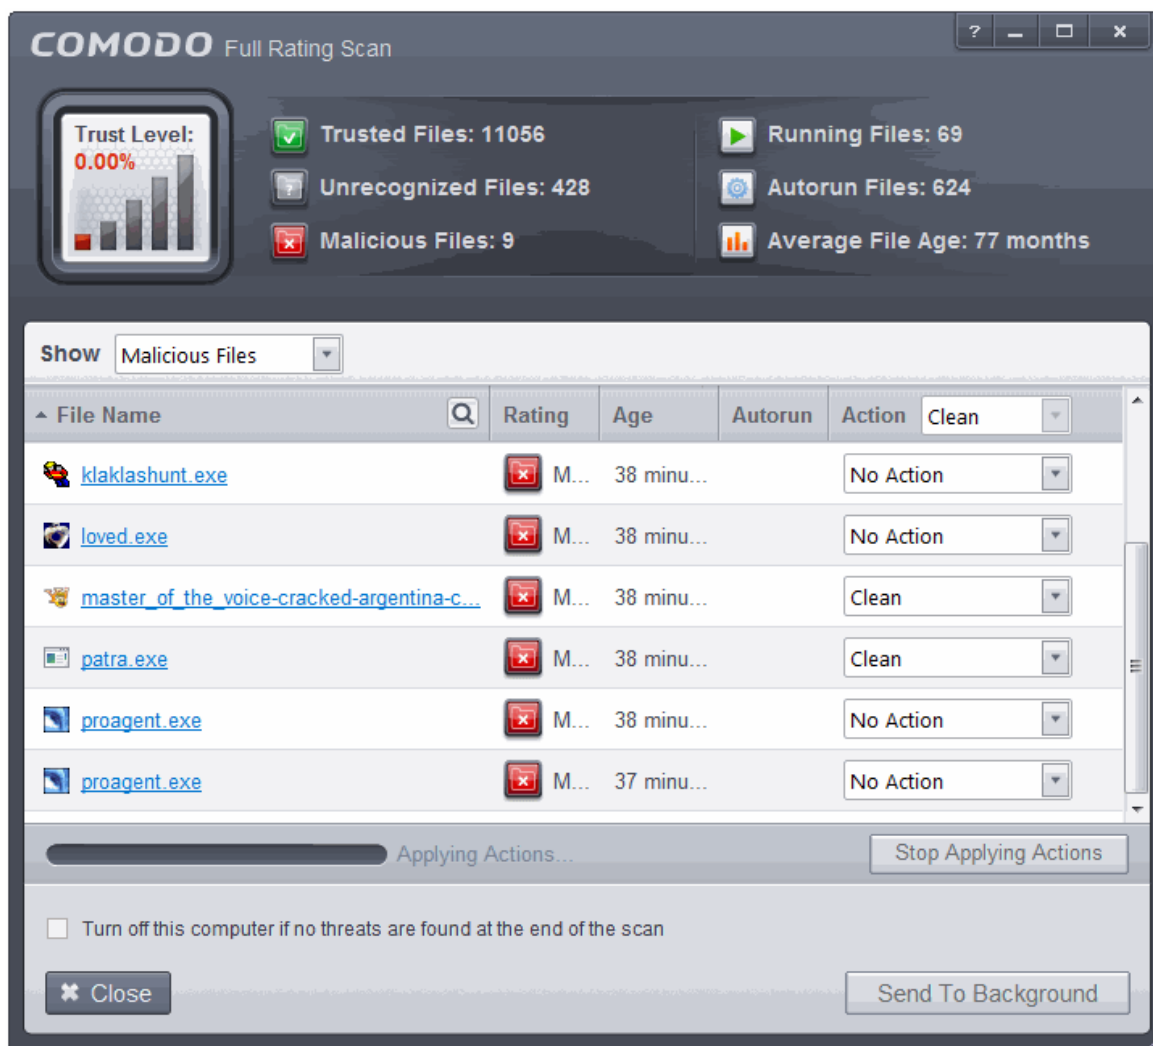 COMODO Full Rating Scan
?
Trust Level:
0.00%
Trusted Files: 11056
Running Files: 69
Unrecognized Files: 428
Autorun Files: 624
Malicious Files: 9
Average File Age: 77 months
Show Malicious Files
File Name Rating Age Autorun Action Clean
klaklashunt.exe M... 38 minu... No Action
loved.exe M... 38 minu... No Action
master_of_the_voice-cracked-argentina-c... M... 38 minu... Clean
patra.exe M... 38 minu... Clean
proagent.exe M... 38 minu... No Action
proagent.exe M... 37 minu... No Action
Applying Actions... Stop Applying Actions
Turn off this computer if no threats are found at the end of the scan
Close Send To Background